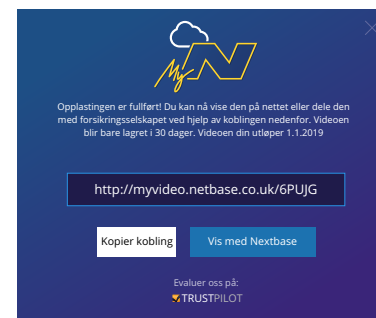 My N
Opplastingen er fullført! Du kan nå vise den på nettet eller dele den
med forsikringsselskapet ved hjelp av koblingen nedenfor. Videoen
blir bare lagret i 30 dager. Videoen din utløper 1.1.2019
http://myvideo.netbase.co.uk/6PUJG
Kopier kobling
Vis med Nextbase
Evaluer oss på:
TRUSTPILOT